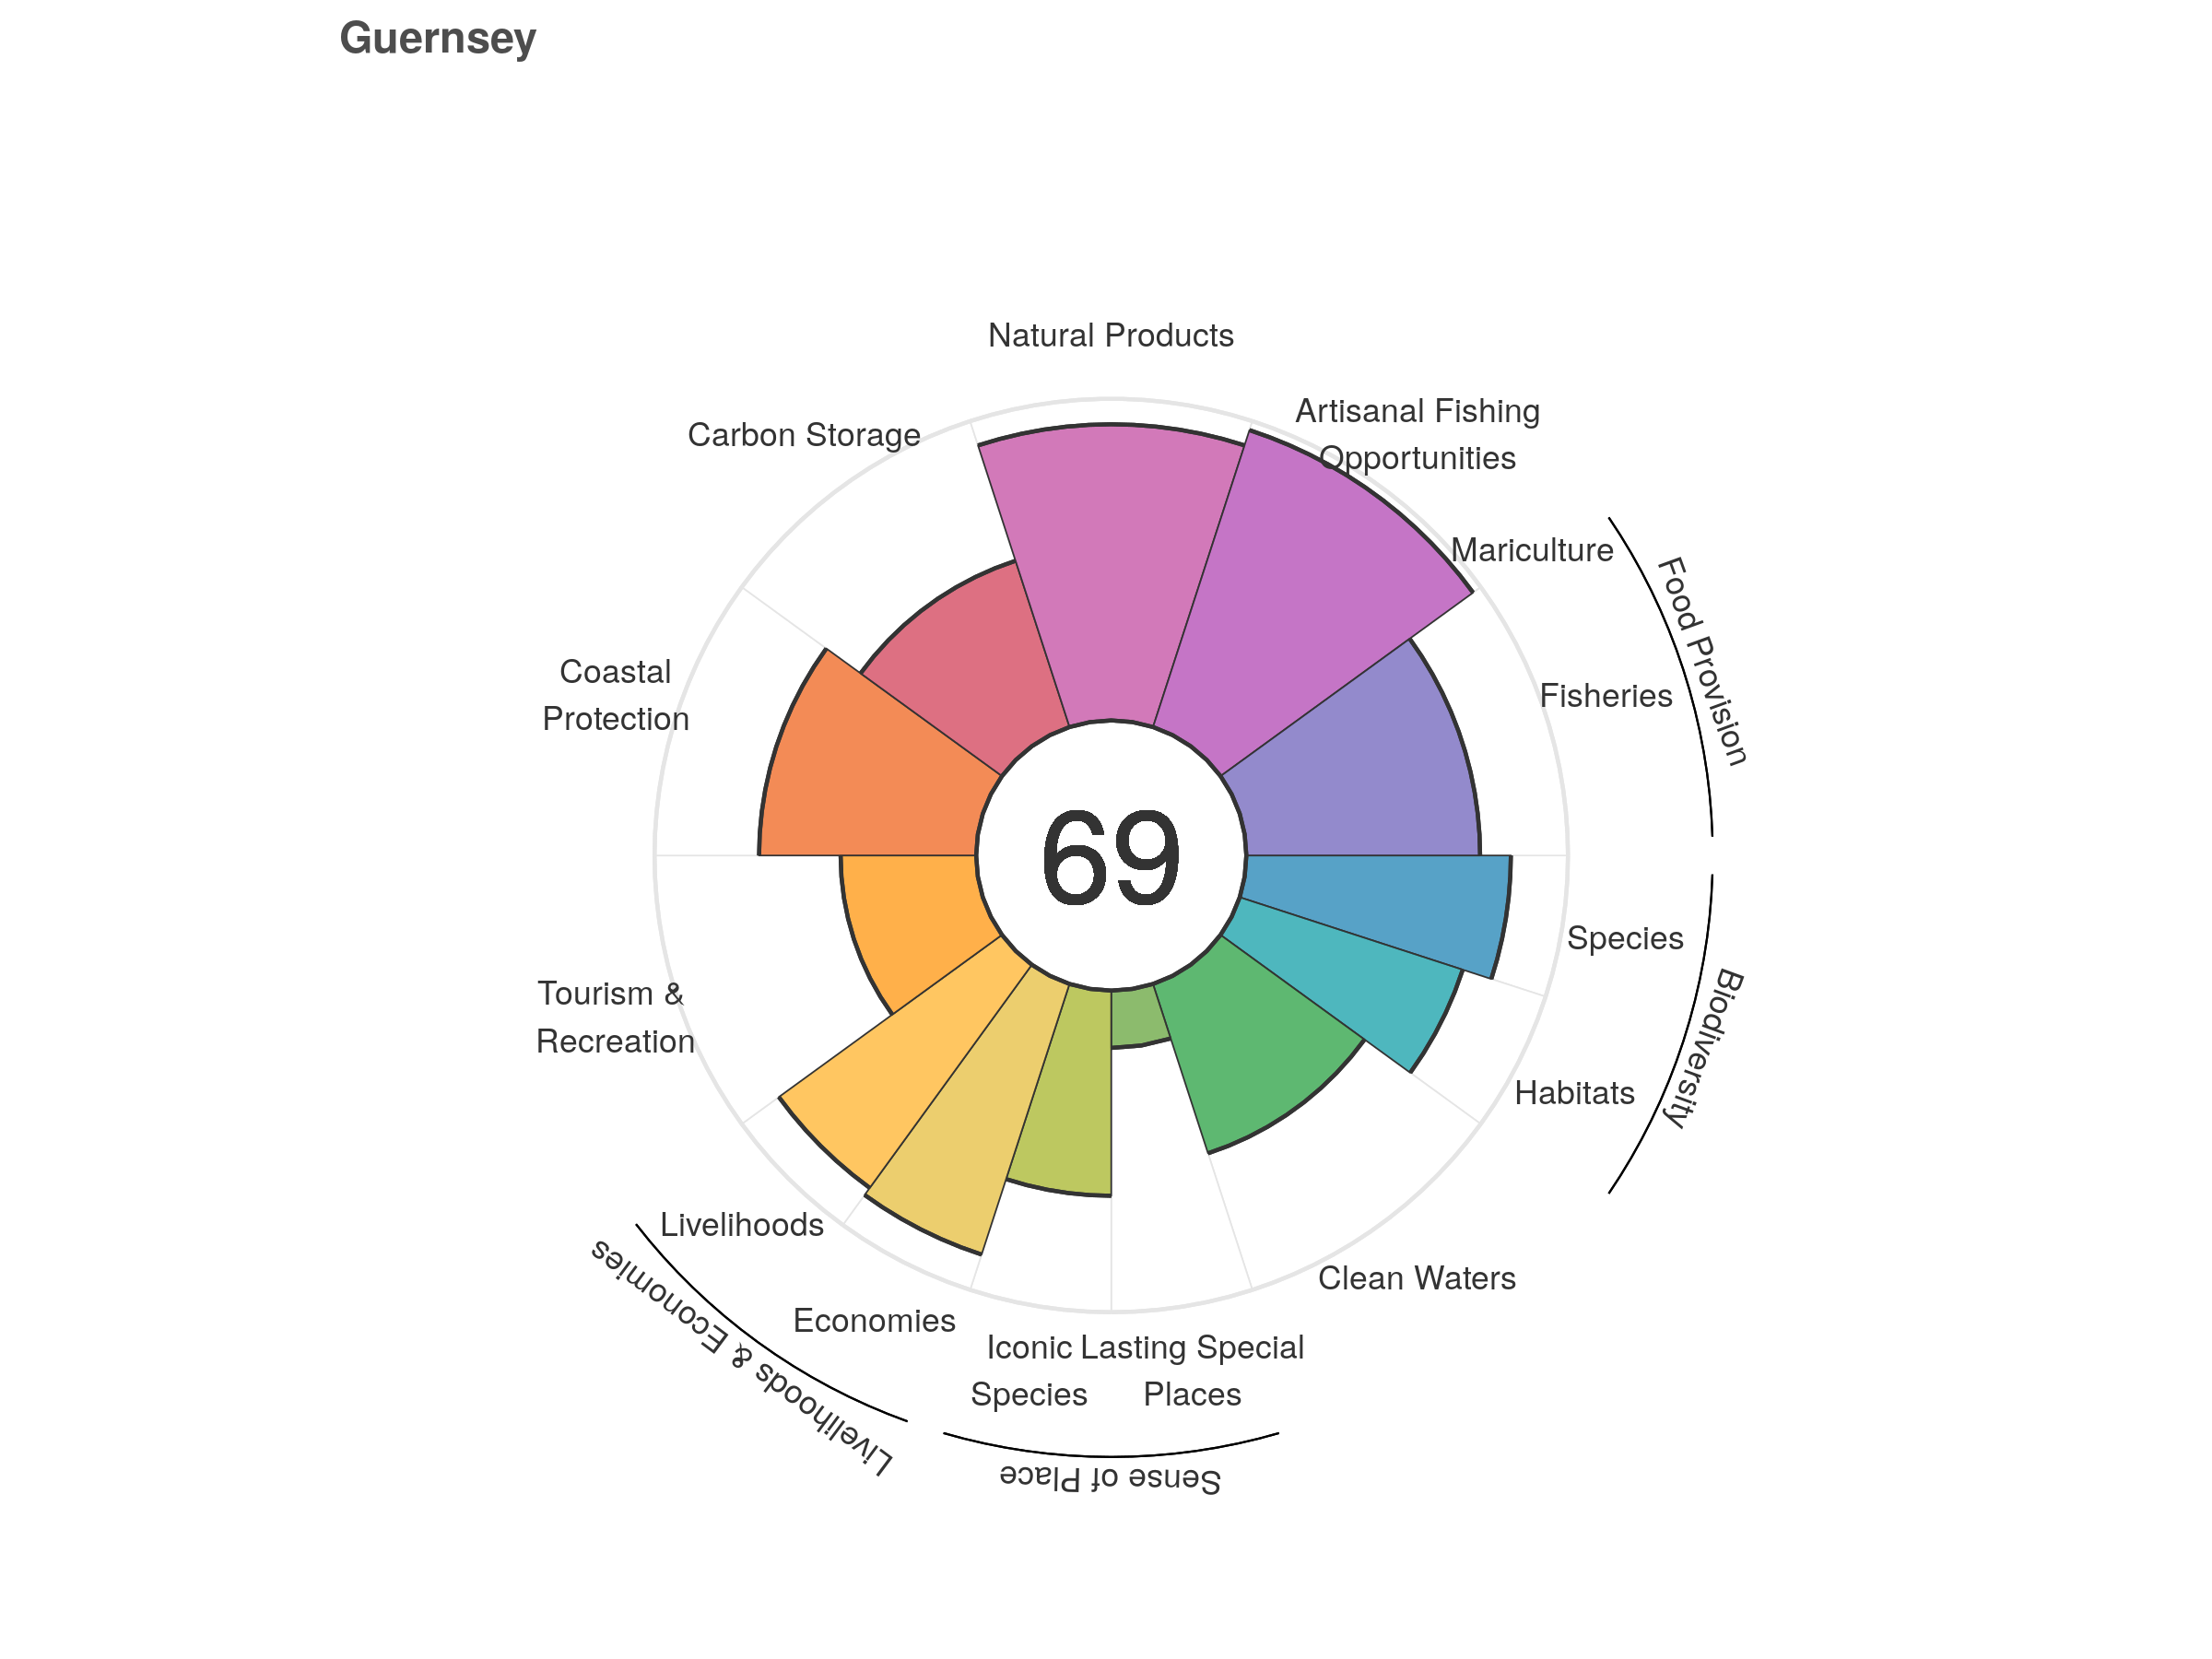 Guernsey
Natural Products
Artisanal Fishing
Opportunities
Carbon Storage
Mariculture
Food Provision
Fisheries
Coastal
Protection
69
Species
Biodiversity
Tourism &
Recreation
Habitats
Livelihoods
Clean Waters
Livelihoods & Economies
Economies
Iconic
Species
Lasting Special
Places
Sense of Place